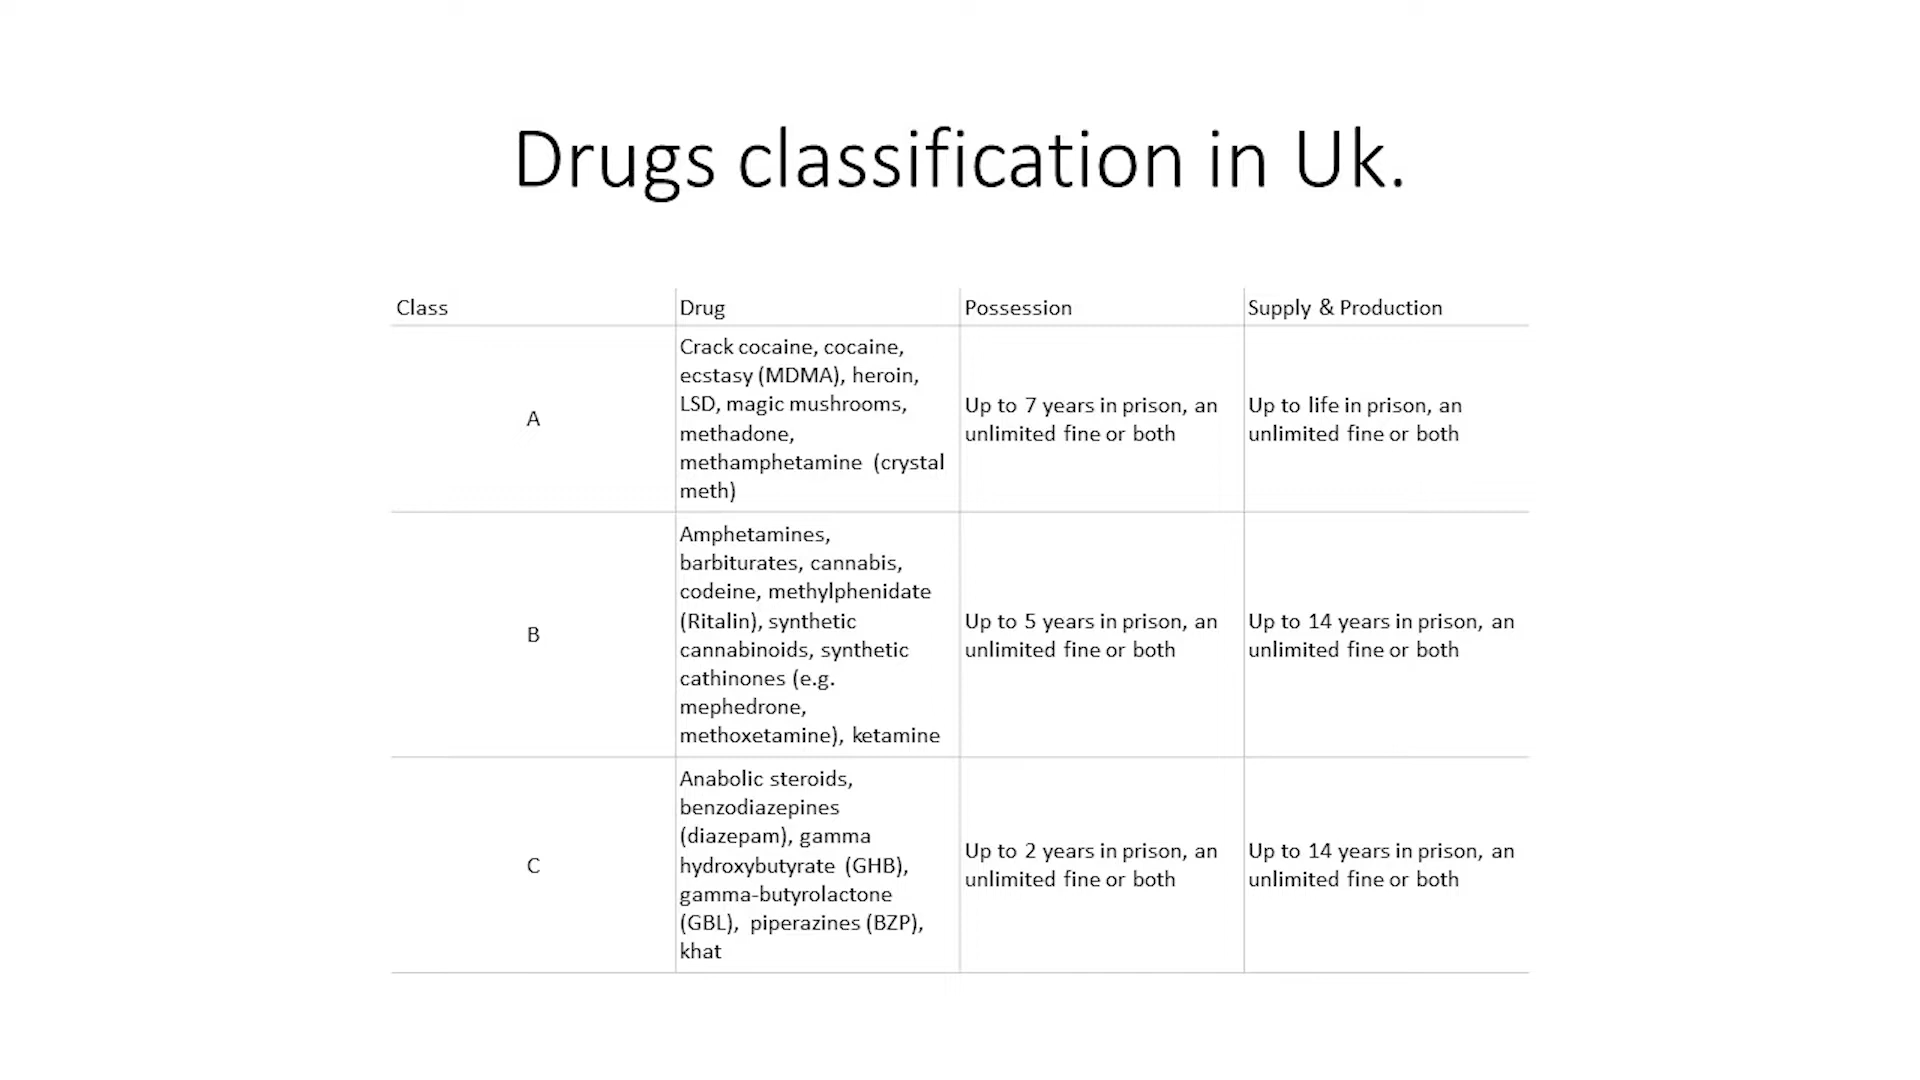 Drugs classification in Uk.
Class
Drug
Possession
Supply & Production
A
Crack cocaine, cocaine,
ecstasy (MDMA), heroin,
LSD, magic mushrooms,
methadone,
methamphetamine (crystal
meth)
Up to 7 years in prison, an
unlimited fine or both
Up to life in prison, an
unlimited fine or both
B
Amphetamines,
barbiturates, cannabis,
codeine, methylphenidate
(Ritalin), synthetic
cannabinoids, synthetic
cathinones (e.g.
mephedrone,
methoxetamine), ketamine
Up to 5 years in prison, an
unlimited fine or both
Up to 14 years in prison, an
unlimited fine or both
C
Anabolic steroids,
benzodiazepines
(diazepam), gamma
hydroxybutyrate (GHB),
gamma-butyrolactone
(GBL), piperazines (BZP),
khat
Up to 2 years in prison, an
unlimited fine or both
Up to 14 years in prison, an
unlimited fine or both